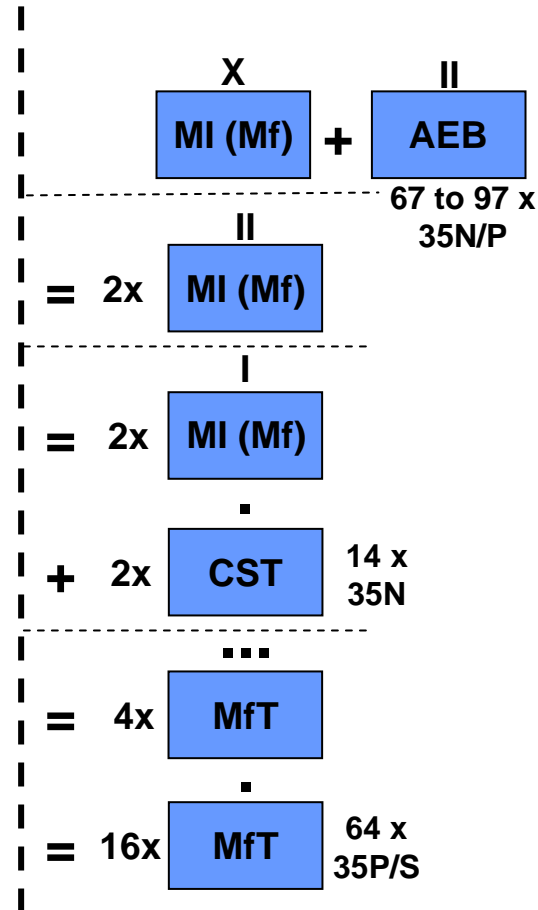 X II
MI (Mf) + AEB
67 to 97 x
35N/P
II
= 2x MI (Mf)
I
= 2x MI (Mf)
.
+ 2x CST 14 x
35N
...
= 4x MfT
.
= 16x MfT 64 x
35P/S